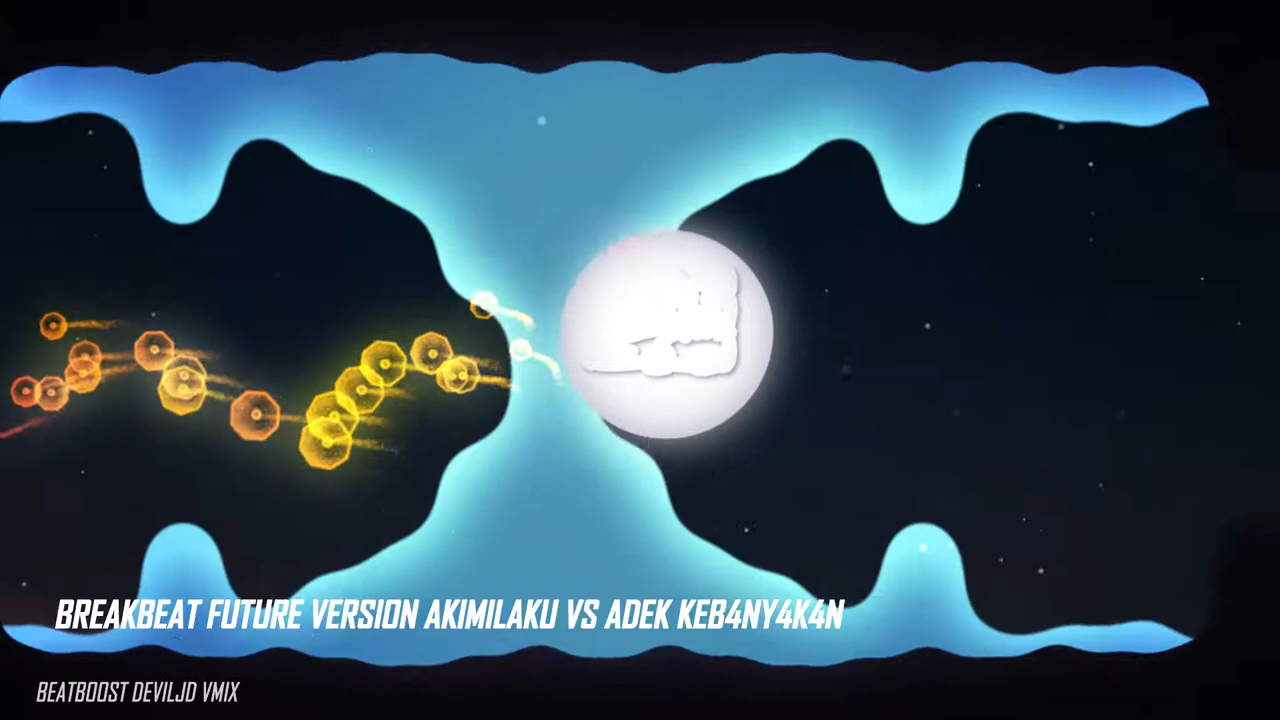 BREAKBEAT FUTURE VERSION AKIMILAKU VS ADEK KEB4NY4K4N
BEATBOOST DEVILJD VMIX